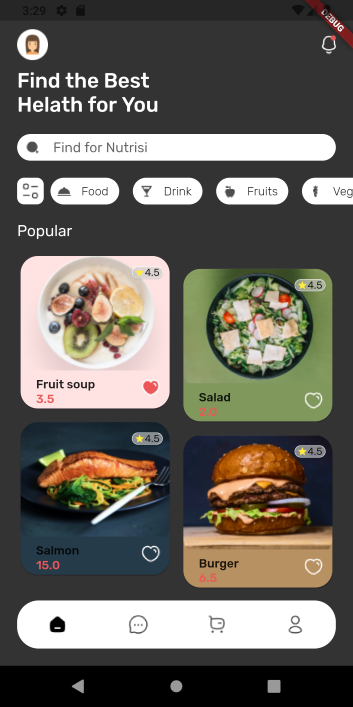 3:29
DEBUG
Find the Best
Helath for You
Find for Nutrisi
Food
Drink
Fruits
Veg
Popular
4.5
Fruit soup
3.5
4.5
Salad
2.0
4.5
Salmon
15.0
4.5
Burger
6.5